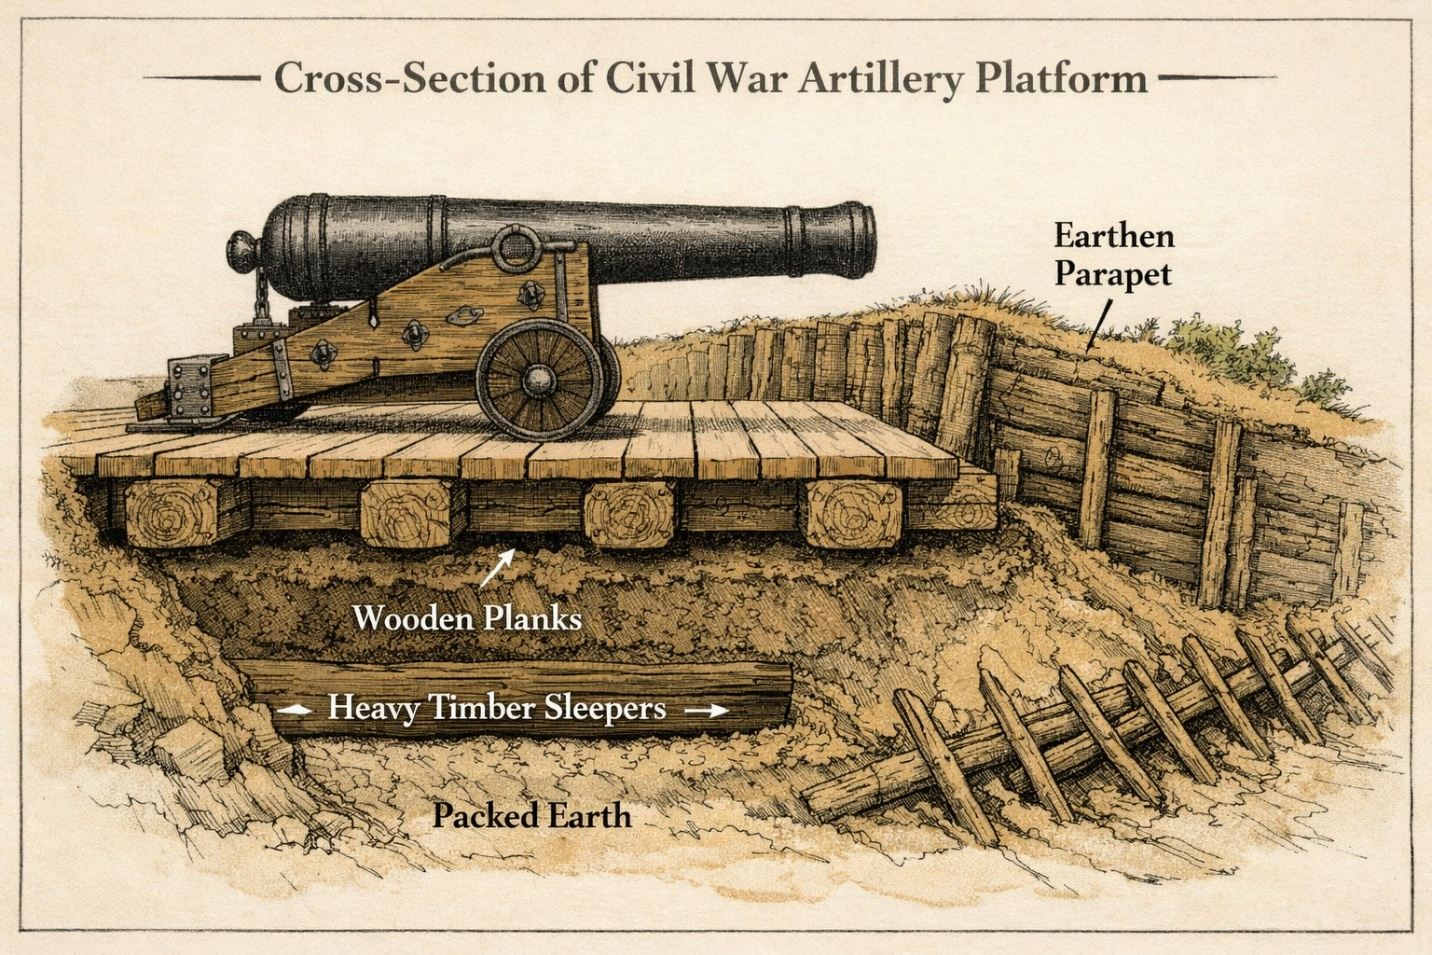 Cross-Section of Civil War Artillery Platform
Earthen
Parapet
Wooden Planks
Heavy Timber Sleepers
Packed Earth